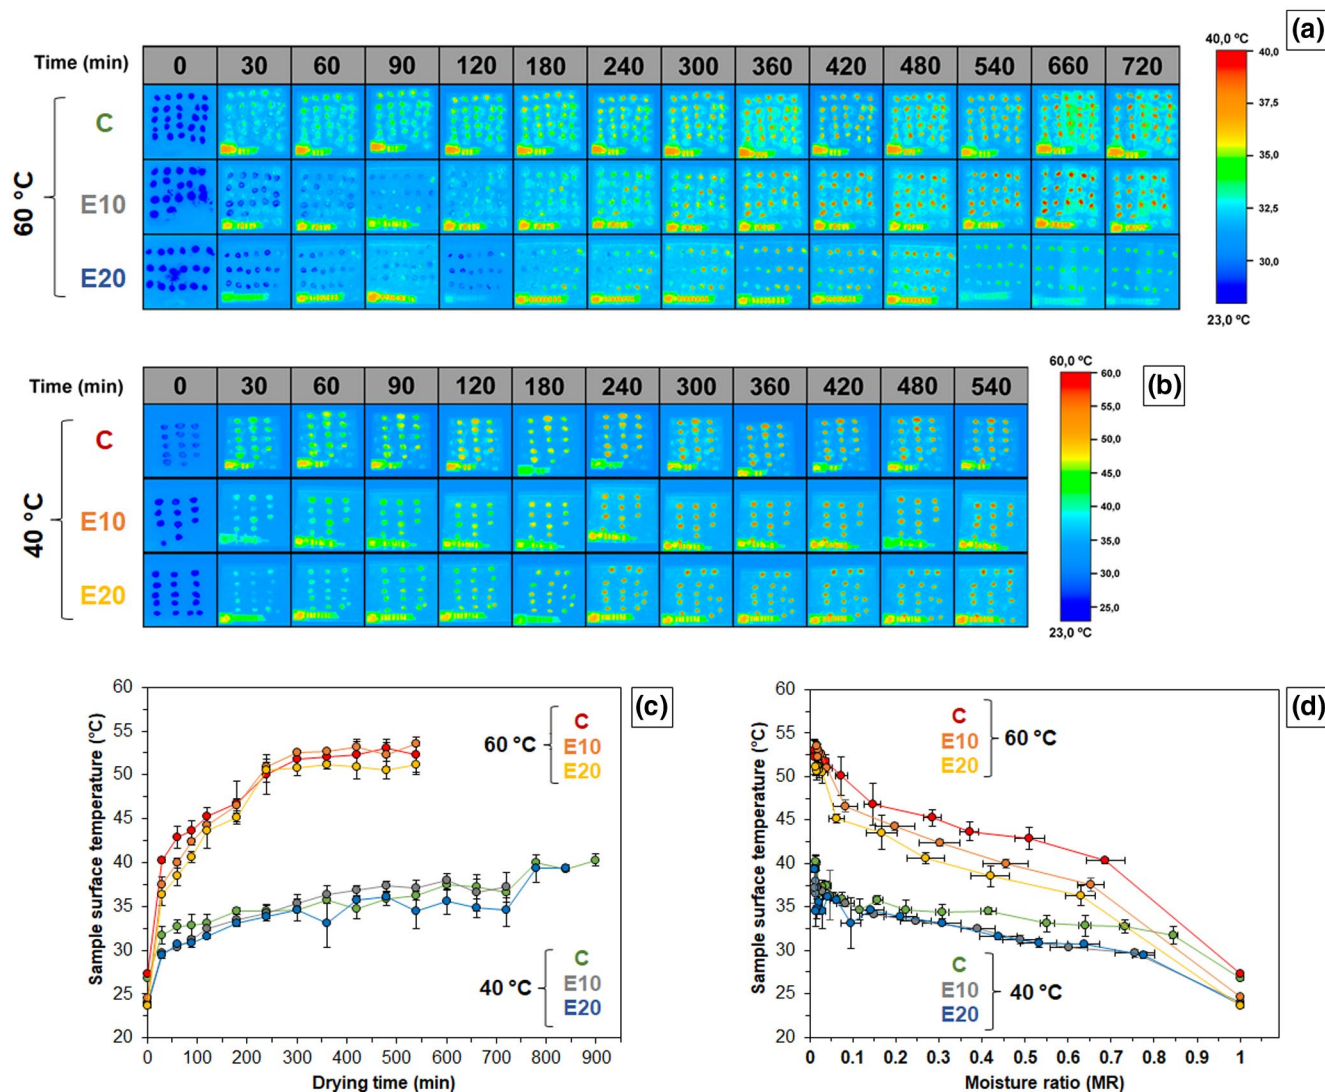 (a)
40,0 ºC
Time (min) 0 30 60 90 120 180 240 300 360 420 480 540 660 720
60 ºC
C
E10
E20
40,0
37,5
35,0
32,5
30,0
23,0 ºC
(b)
60,0 ºC
Time (min) 0 30 60 90 120 180 240 300 360 420 480 540
40 ºC
C
E10
E20
60,0
55,0
50,0
45,0
40,0
35,0
30,0
25,0
23,0 ºC
(c)
Sample surface temperature (°C)
60
55
50
45
40
35
30
25
20
60 °C
C
E10
E20
40 °C
C
E10
E20
0 100 200 300 400 500 600 700 800 900
Drying time (min)
(d)
Sample surface temperature (°C)
60
55
50
45
40
35
30
25
20
C
E10
E20
60 °C
C
E10
E20
40 °C
0 0.1 0.2 0.3 0.4 0.5 0.6 0.7 0.8 0.9 1
Moisture ratio (MR)